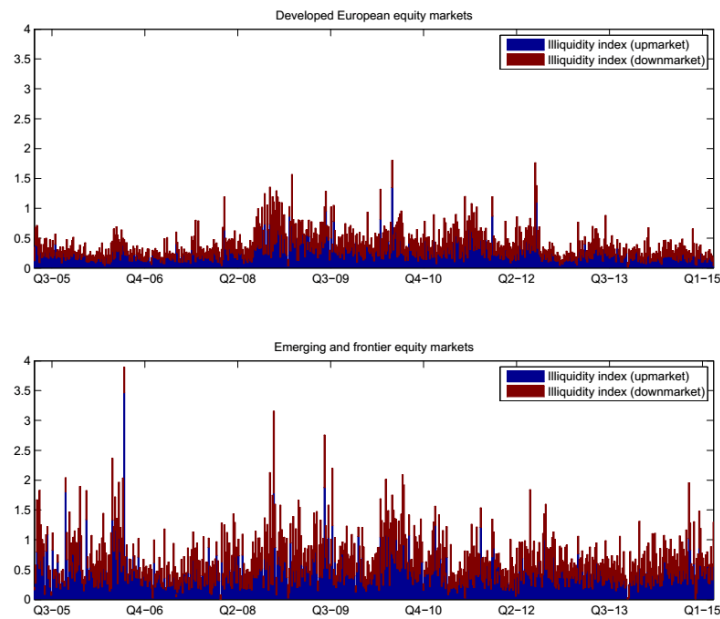 Developed European equity markets
4
3.5
3
2.5
2
1.5
1
0.5
0
Illiquidity index (upmarket)
Illiquidity index (downmarket)
Q3-05 Q4-06 Q2-08 Q3-09 Q4-10 Q2-12 Q3-13 Q1-15
Emerging and frontier equity markets
4
3.5
3
2.5
2
1.5
1
0.5
0
Illiquidity index (upmarket)
Illiquidity index (downmarket)
Q3-05 Q4-06 Q2-08 Q3-09 Q4-10 Q2-12 Q3-13 Q1-15